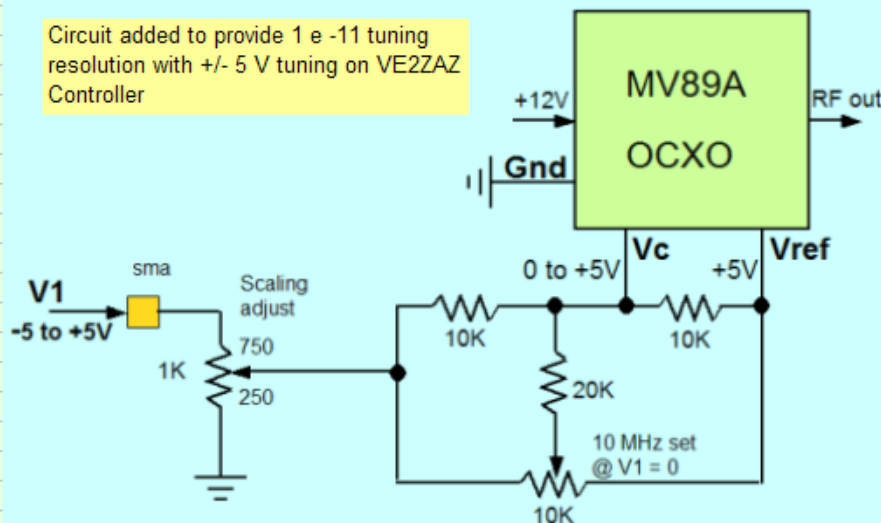 Circuit added to provide 1 e -11 tuning
resolution with +/- 5 V tuning on VE2ZAZ
Controller
MV89A
OCXO
+12V
RF out
Gnd
Vc
Vref
0 to +5V
+5V
sma
V1
-5 to +5V
Scaling
adjust
750
1K
250
10K
10K
20K
10 MHz set
@ V1 = 0
10K